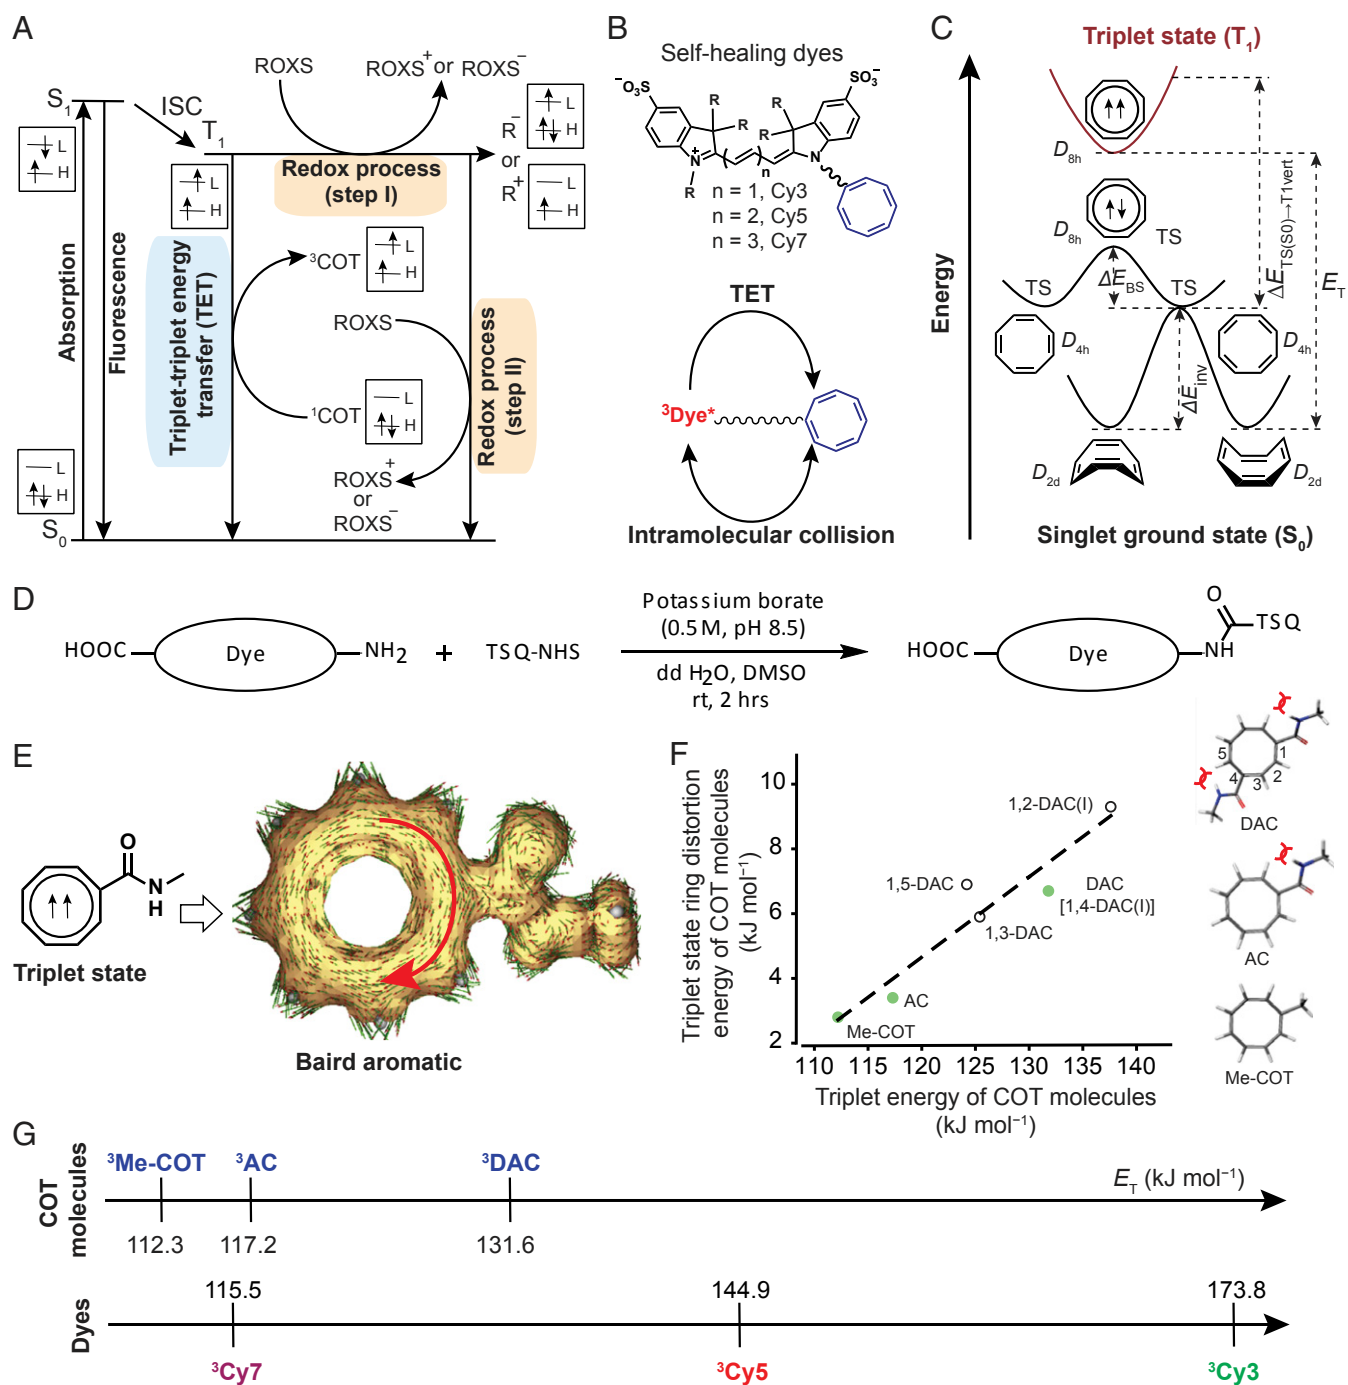 A
S1
ISC
T1
L
H
L
H
ROXS
ROXS+ or ROXS−
R−
or
R+
L
H
L
H
Redox process
(step I)
Absorption
Fluorescence
Triplet-triplet energy
transfer (TET)
3COT
L
H
ROXS
1COT
L
H
Redox process
(step II)
ROXS+
or
ROXS−
L
H
S0
B
Self-healing dyes
−O3S
SO3−
R
R
R
R
N+
N
R
n
n = 1, Cy3
n = 2, Cy5
n = 3, Cy7
TET
3Dye*
Intramolecular collision
C
Triplet state (T1)
D8h
D8h
TS
TS
ΔEBS
TS
D4h
D4h
ΔEinv
ΔETS(S0)→T1vert
ET
D2d
D2d
Energy
Singlet ground state (S0)
D
HOOC
Dye
NH2
+
TSQ-NHS
Potassium borate
(0.5 M, pH 8.5)
dd H2O, DMSO
rt, 2 hrs
HOOC
Dye
NH
O
TSQ
E
O
N
H
Triplet state
Baird aromatic
F
Triplet state ring distortion
energy of COT molecules
(kJ mol−1)
10
8
6
4
2
1,2-DAC(I)
1,5-DAC
DAC
[1,4-DAC(I)]
1,3-DAC
AC
Me-COT
110 115 120 125 130 135 140
Triplet energy of COT molecules
(kJ mol−1)
5
1
4
3
2
DAC
AC
Me-COT
G
COT
molecules
3Me-COT
3AC
3DAC
ET (kJ mol−1)
112.3
117.2
131.6
Dyes
115.5
144.9
173.8
3Cy7
3Cy5
3Cy3